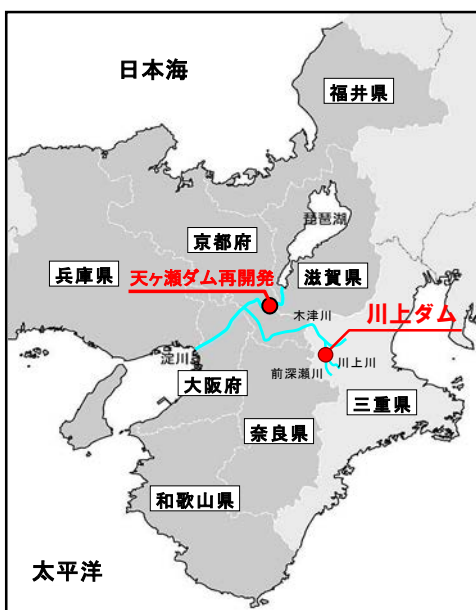 日本海
福井県
琵琶湖
京都府
兵庫県
滋賀県
天ヶ瀬ダム再開発
木津川
川上ダム
淀川
前深瀬川
川上川
大阪府
三重県
奈良県
和歌山県
太平洋